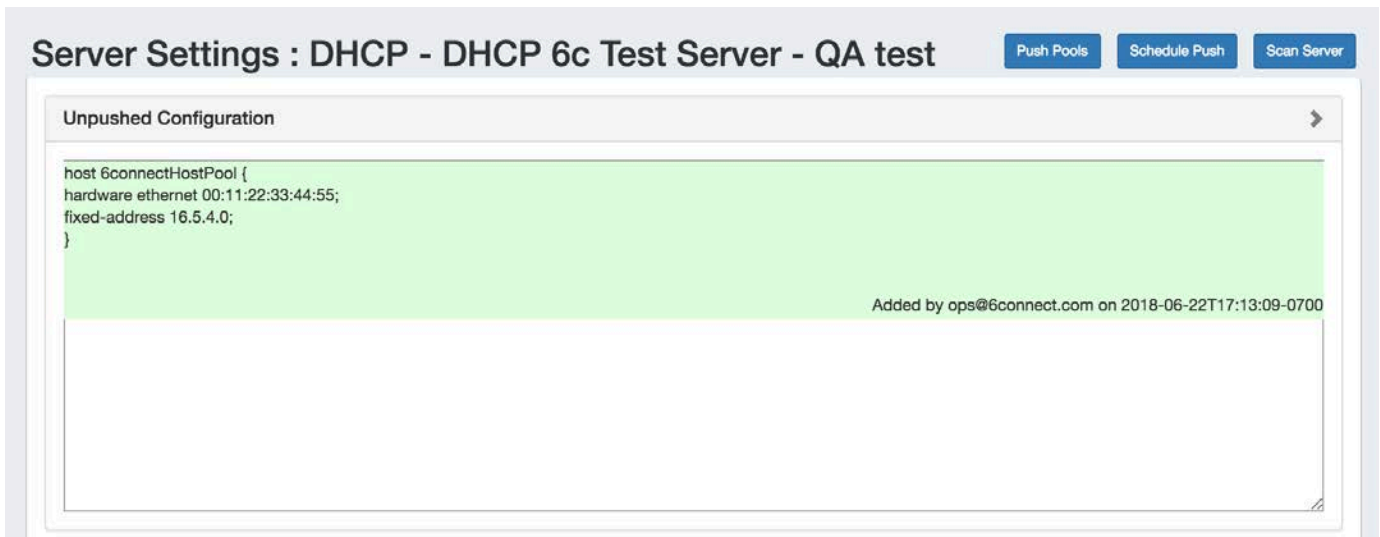 Server Settings : DHCP - DHCP 6c Test Server - QA test
Push Pools
Schedule Push
Scan Server
Unpushed Configuration
host 6connectHostPool {
hardware ethernet 00:11:22:33:44:55;
fixed-address 16.5.4.0;
}
Added by ops@6connect.com on 2018-06-22T17:13:09-0700